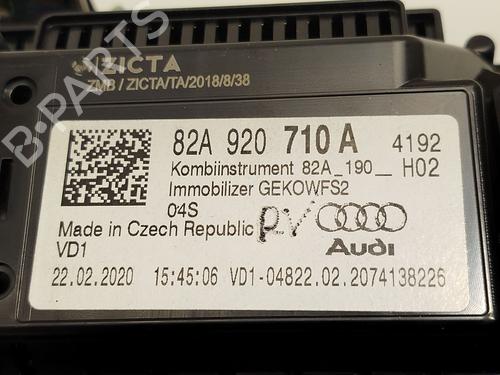 ZICTA
ZMB / ZICTA/TA/2018/8/38
B-PARTS
82A 920 710 A 4192
Kombiinstrument 82A_190__ H02
Immobilizer GEKOWFS2
04S
Made in Czech Republic
VD1
Audi
22.02.2020 15:45:06 VD1-04822.02.2074138226